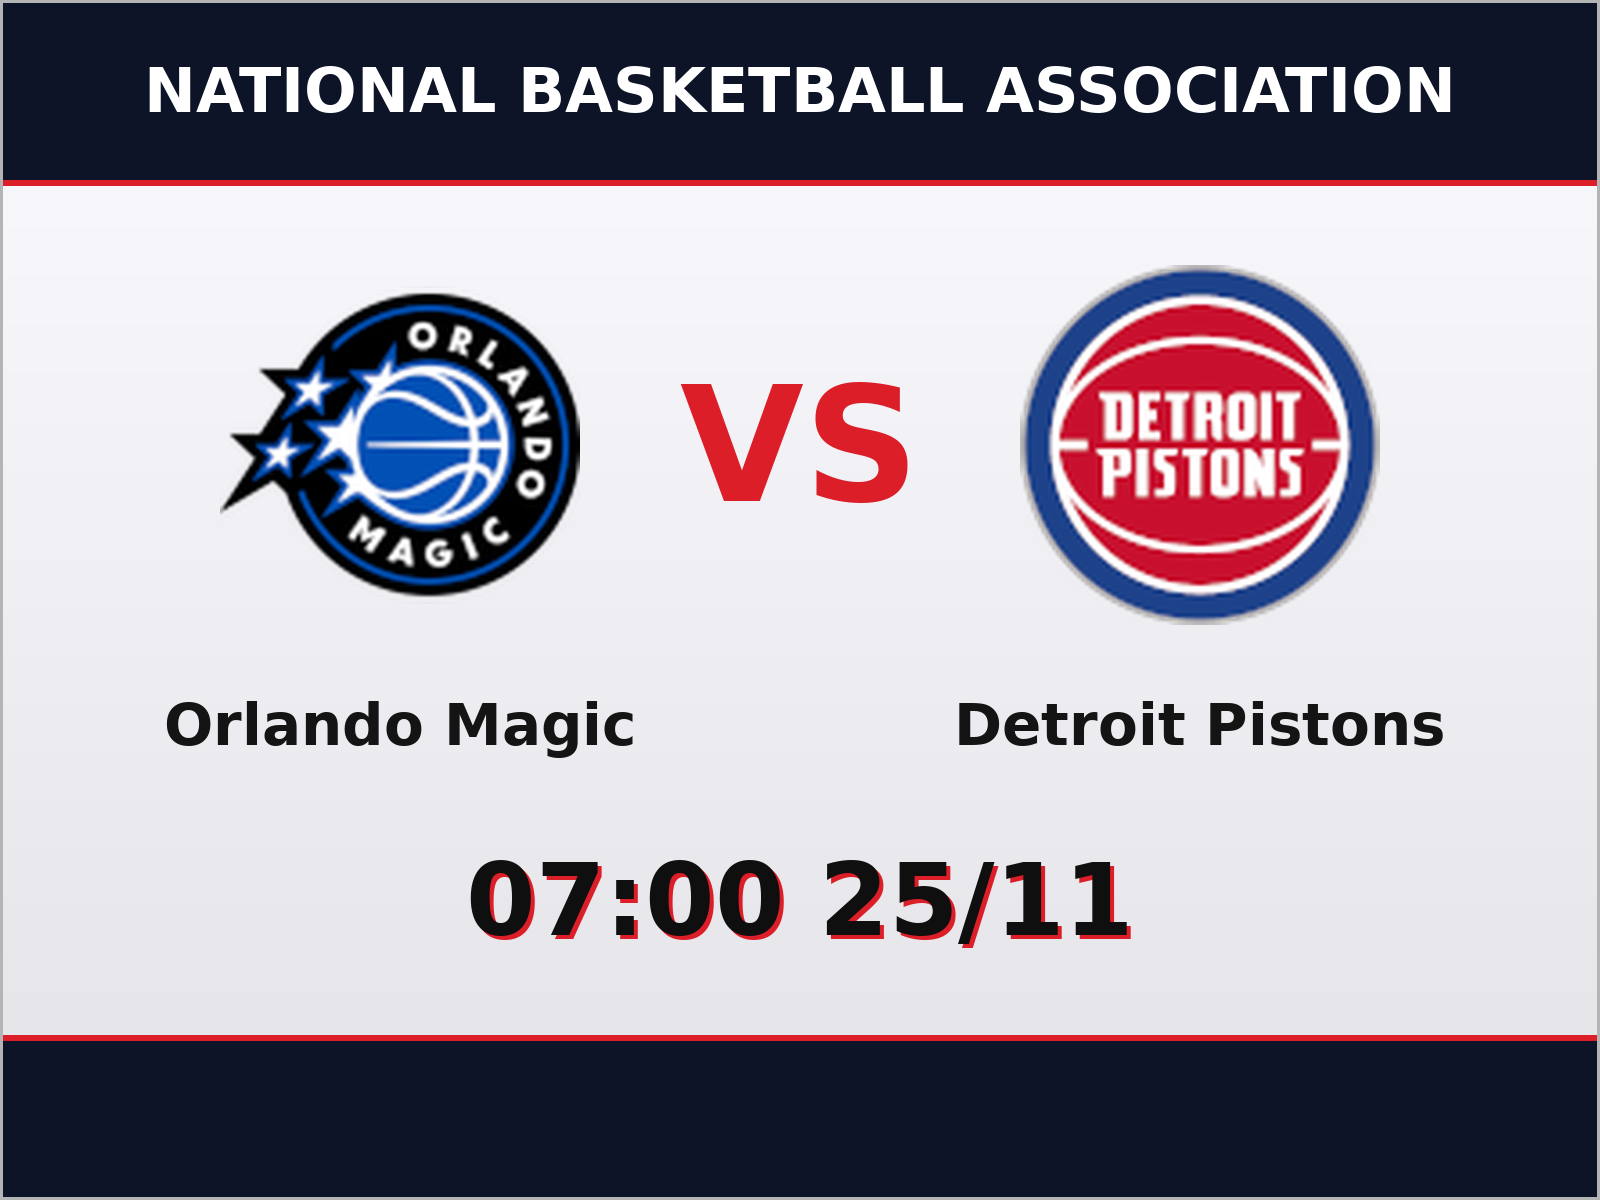 NATIONAL BASKETBALL ASSOCIATION
ORLANDO
MAGIC
VS
DETROIT
PISTONS
Orlando Magic
Detroit Pistons
07:00 25/11